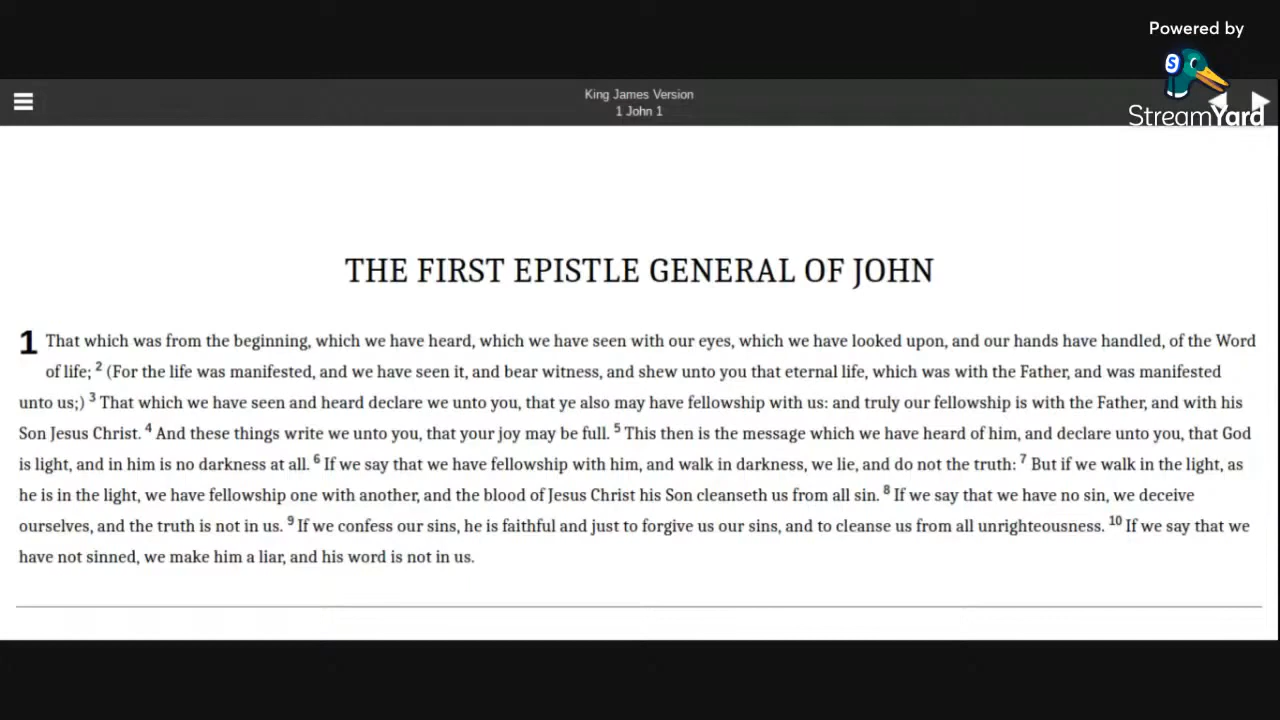 Powered by
S
StreamYard
King James Version
1 John 1
THE FIRST EPISTLE GENERAL OF JOHN
1 That which was from the beginning, which we have heard, which we have seen with our eyes, which we have looked upon, and our hands have handled, of the Word
of life; 2 (For the life was manifested, and we have seen it, and bear witness, and shew unto you that eternal life, which was with the Father, and was manifested
unto us;) 3 That which we have seen and heard declare we unto you, that ye also may have fellowship with us: and truly our fellowship is with the Father, and with his
Son Jesus Christ. 4 And these things write we unto you, that your joy may be full. 5 This then is the message which we have heard of him, and declare unto you, that God
is light, and in him is no darkness at all. 6 If we say that we have fellowship with him, and walk in darkness, we lie, and do not the truth: 7 But if we walk in the light, as
he is in the light, we have fellowship one with another, and the blood of Jesus Christ his Son cleanseth us from all sin. 8 If we say that we have no sin, we deceive
ourselves, and the truth is not in us. 9 If we confess our sins, he is faithful and just to forgive us our sins, and to cleanse us from all unrighteousness. 10 If we say that we
have not sinned, we make him a liar, and his word is not in us.